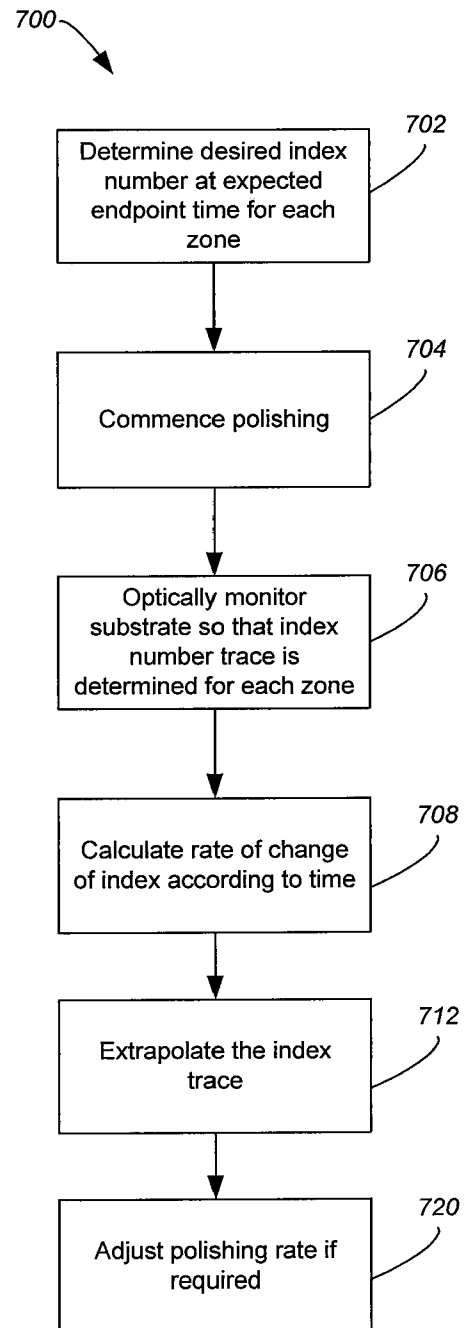 700
702
Determine desired index
number at expected
endpoint time for each
zone
704
Commence polishing
706
Optically monitor
substrate so that index
number trace is
determined for each zone
708
Calculate rate of change
of index according to time
712
Extrapolate the index
trace
720
Adjust polishing rate if
required